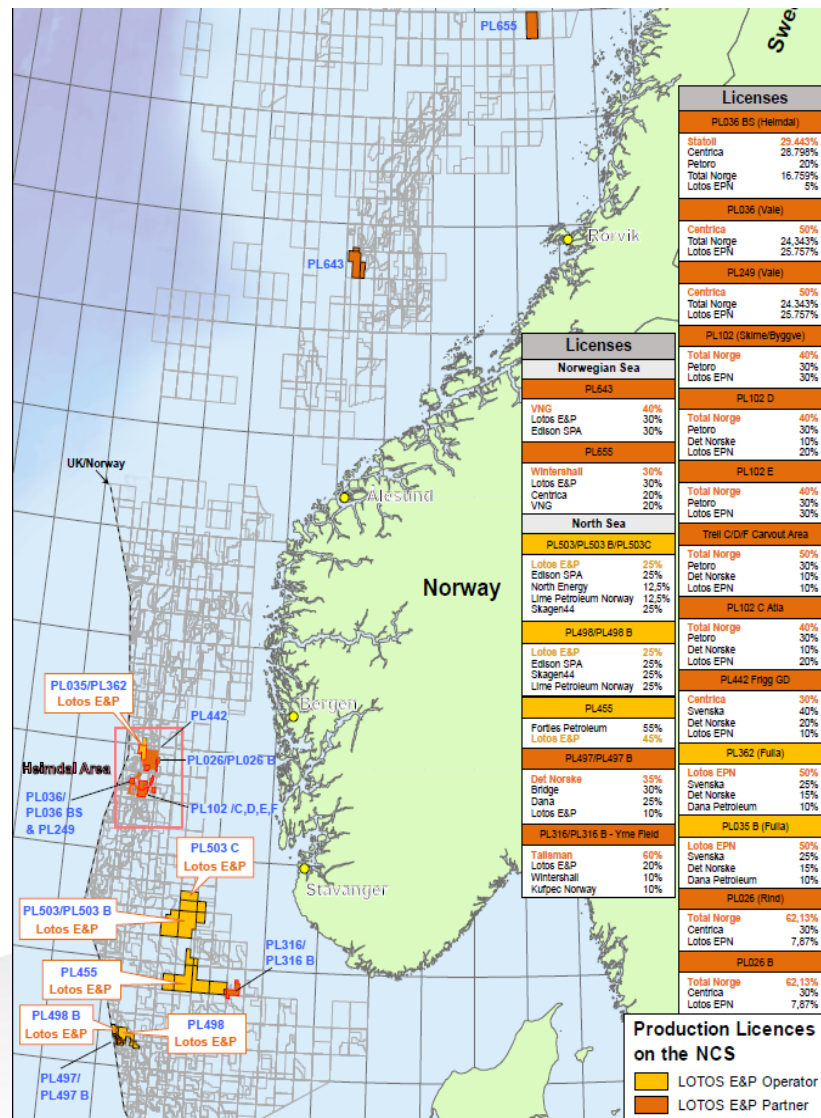 PL655
Swe
PL643
Rorvik
UK/Norway
Ålesund
Norway
Bergen
Stavanger
PL035/PL362
Lotos E&P
PL442
PL026/PL026 B
Heimdal Area
PL036/
PL036 BS
& PL249
PL102 /C,D,E,F
PL503 C
Lotos E&P
PL503/PL503 B
Lotos E&P
PL316/
PL316 B
PL455
Lotos E&P
PL498 B
Lotos E&P
PL498
Lotos E&P
PL497/
PL497 B
Licenses
Norwegian Sea
PL643
VNG 40%
Lotos E&P 30%
Edison SPA 30%
PL655
Wintershall 30%
Lotos E&P 30%
Centrica 20%
VNG 20%
North Sea
PL503/PL503 B/PL503C
Lotos E&P 25%
Edison SPA 25%
North Energy 12,5%
Lime Petroleum Norway 12,5%
Skagen44 25%
PL498/PL498 B
Lotos E&P 25%
Edison SPA 25%
Skagen44 25%
Lime Petroleum Norway 25%
PL455
Forties Petroleum 55%
Lotos E&P 45%
PL497/PL497 B
Det Norske 35%
Bridge 30%
Dana 25%
Lotos E&P 10%
PL316/PL316 B - Yme Field
Talisman 60%
Lotos E&P 20%
Wintershall 10%
Kufpec Norway 10%
Licenses
PL036 BS (Heimdal)
Statoil 29.443%
Centrica 28.798%
Petoro 20%
Total Norge 16.759%
Lotos EPN 5%
PL036 (Vale)
Centrica 50%
Total Norge 24,343%
Lotos EPN 25.757%
PL249 (Vale)
Centrica 50%
Total Norge 24.343%
Lotos EPN 25.757%
PL102 (Skirne/Byggve)
Total Norge 40%
Petoro 30%
Lotos EPN 30%
PL102 D
Total Norge 40%
Petoro 30%
Det Norske 10%
Lotos EPN 20%
PL102 E
Total Norge 40%
Petoro 30%
Lotos EPN 30%
Trell C/D/F Carvout Area
Total Norge 50%
Petoro 30%
Det Norske 10%
Lotos EPN 10%
PL102 C Atla
Total Norge 40%
Petoro 30%
Det Norske 10%
Lotos EPN 20%
PL442 Frigg GD
Centrica 30%
Svenska 40%
Det Norske 20%
Lotos EPN 10%
PL362 (Fulla)
Lotos EPN 50%
Svenska 25%
Det Norske 15%
Dana Petroleum 10%
PL035 B (Fulla)
Lotos EPN 50%
Svenska 25%
Det Norske 15%
Dana Petroleum 10%
PL026 (Rind)
Total Norge 62,13%
Centrica 30%
Lotos EPN 7,87%
PL026 B
Total Norge 62,13%
Centrica 30%
Lotos EPN 7,87%
Production Licences
on the NCS
LOTOS E&P Operator
LOTOS E&P Partner